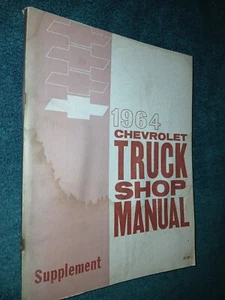 1964
CHEVROLET
TRUCK
SHOP
MANUAL
Supplement